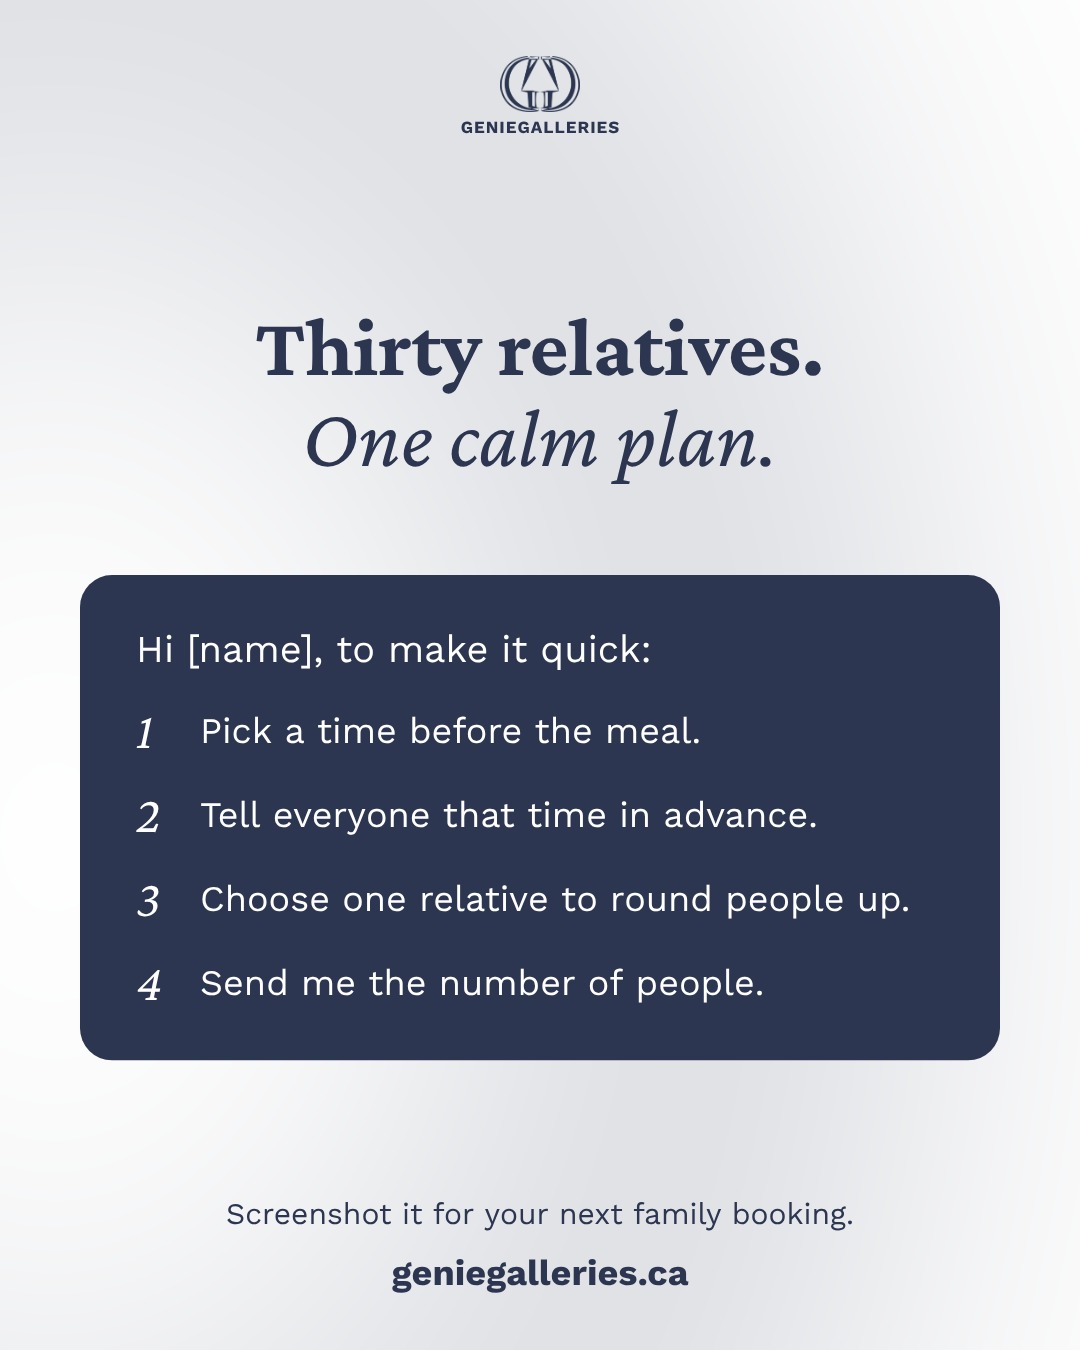 GENIEGALLERIES
Thirty relatives.
One calm plan.
Hi [name], to make it quick:
1 Pick a time before the meal.
2 Tell everyone that time in advance.
3 Choose one relative to round people up.
4 Send me the number of people.
Screenshot it for your next family booking.
geniegalleries.ca